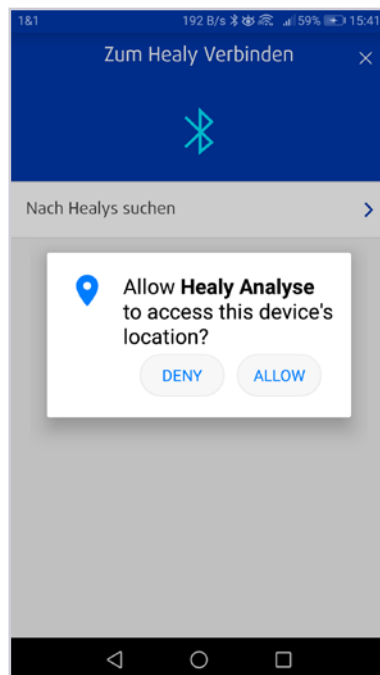 1&1 192 B/s 59% 15:41
Zum Healy Verbinden
Nach Healys suchen
Allow Healy Analyse
to access this device's
location?
DENY ALLOW